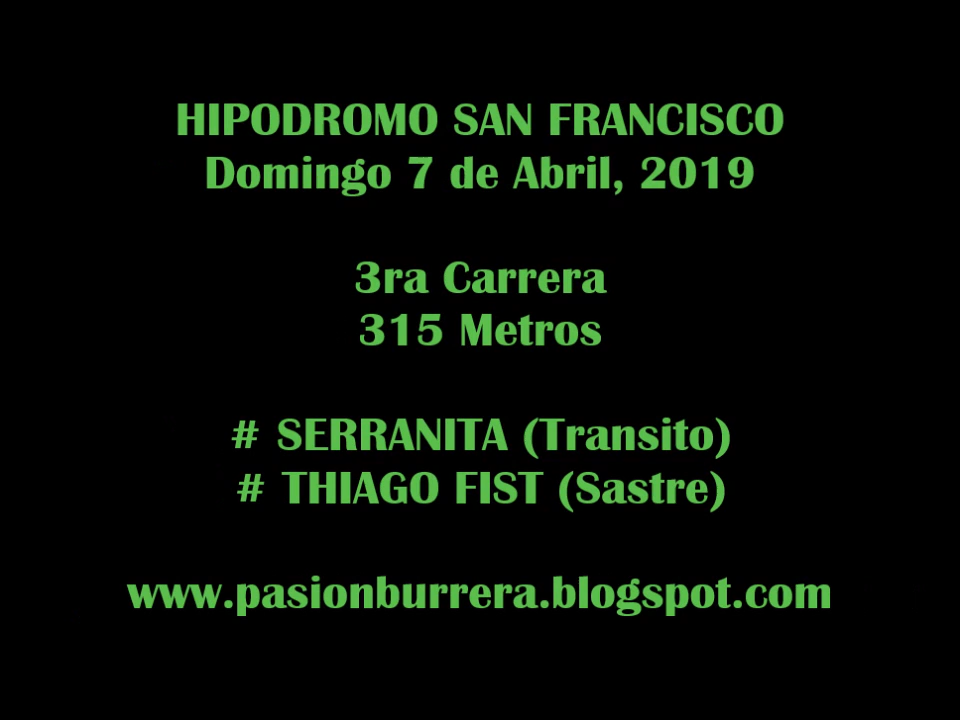 HIPODROMO SAN FRANCISCO
Domingo 7 de Abril, 2019
3ra Carrera
315 Metros
# SERRANITA (Transito)
# THIAGO FIST (Sastre)
www.pasionburrera.blogspot.com